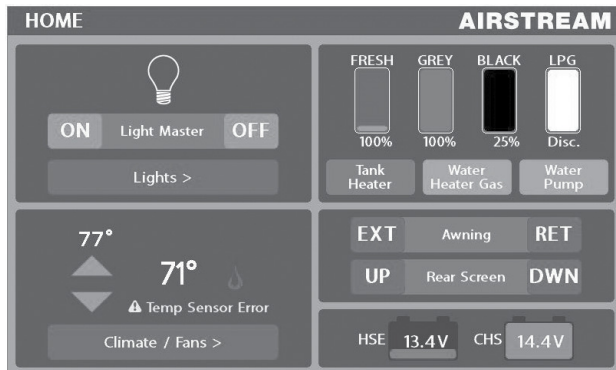 HOME
AIRSTREAM
ON Light Master OFF
Lights >
FRESH GREY BLACK LPG
100% 100% 25% Disc.
Tank Heater
Water Heater Gas
Water Pump
77°
71°
Temp Sensor Error
Climate / Fans >
EXT Awning RET
UP Rear Screen DWN
HSE 13.4V CHS 14.4V